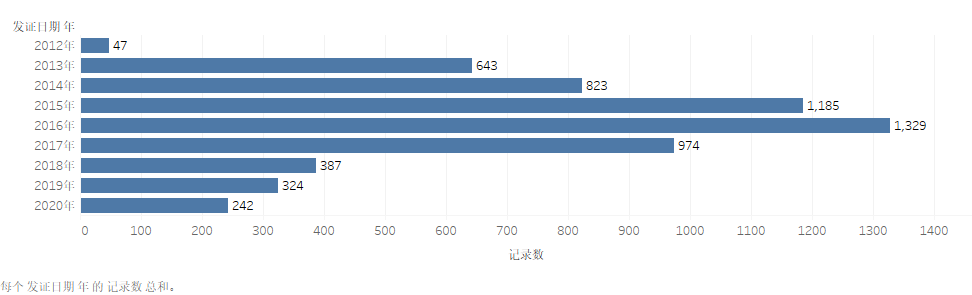 发证日期 年
2012年 47
2013年 643
2014年 823
2015年 1,185
2016年 1,329
2017年 974
2018年 387
2019年 324
2020年 242
0 100 200 300 400 500 600 700 800 900 1000 1100 1200 1300 1400
记录数
每个 发证日期 年 的 记录数 总和。